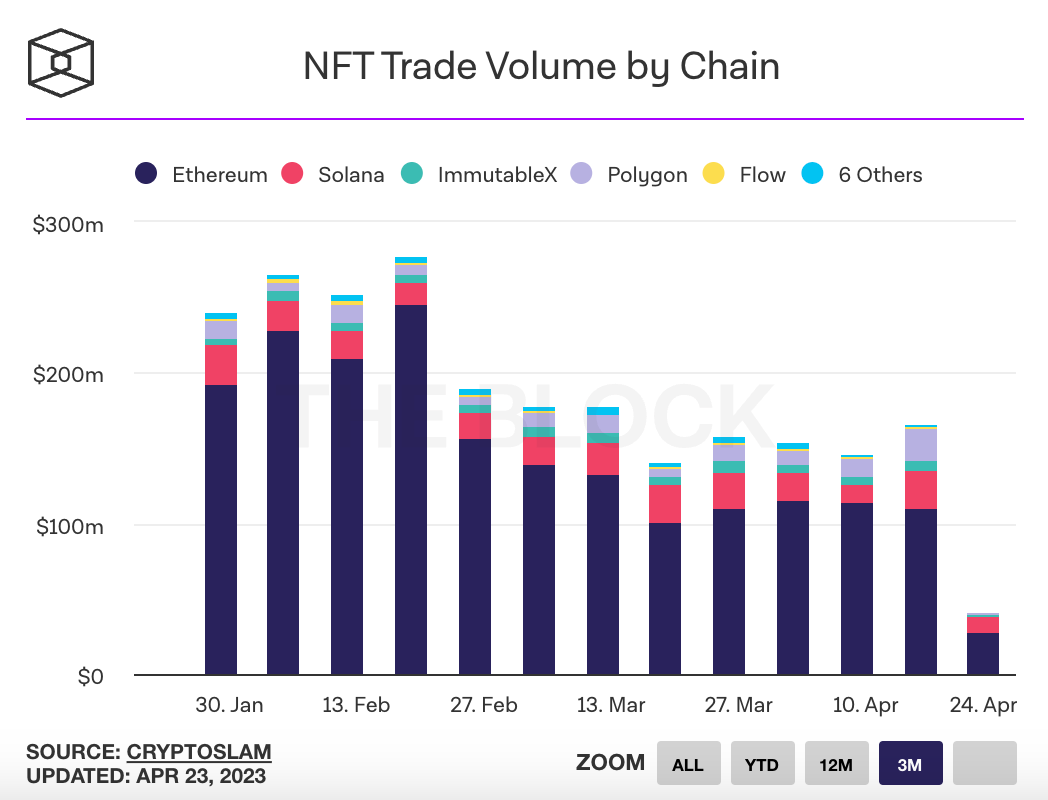 NFT Trade Volume by Chain
Ethereum Solana ImmutableX Polygon Flow 6 Others
$300m
$200m
THE BLOCK
$100m
$0
30. Jan 13. Feb 27. Feb 13. Mar 27. Mar 10. Apr 24. Apr
SOURCE: CRYPTOSLAM
UPDATED: APR 23, 2023
ZOOM ALL YTD 12M 3M